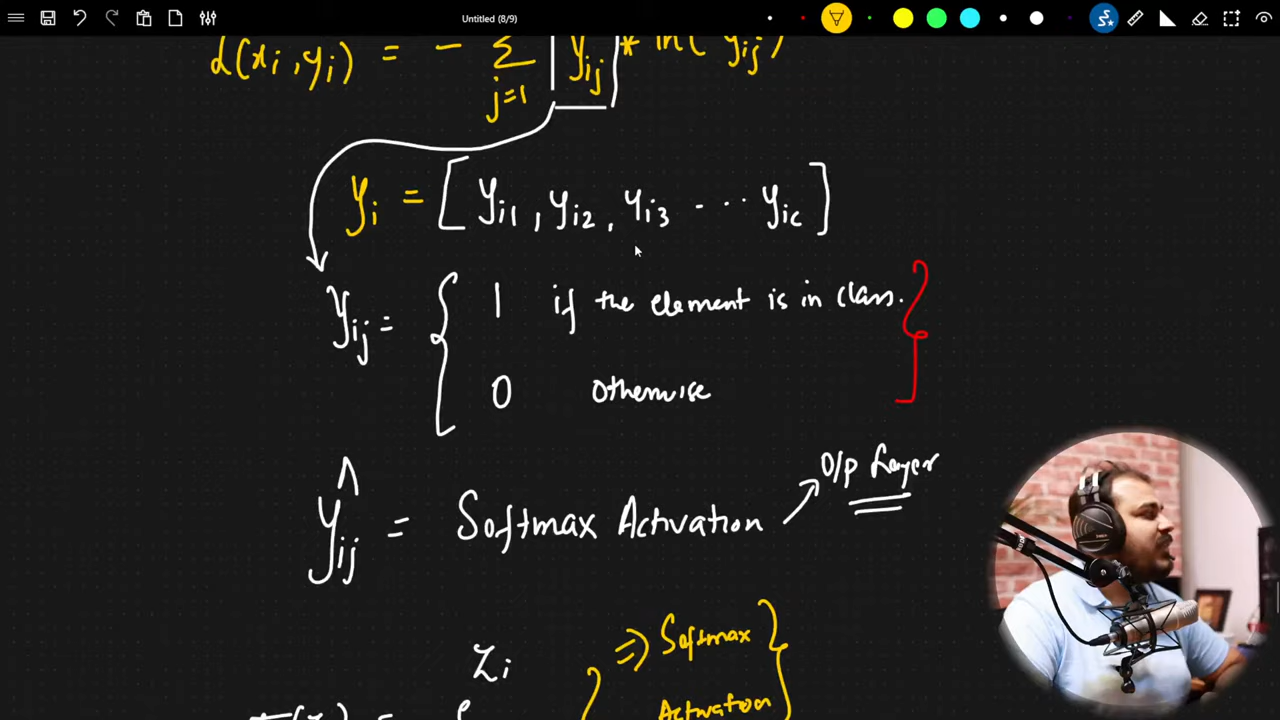 Untitled (8/9)
L(xi, yi) = - Σ j=1 yij * ln( yij )
yi = [ yi1 , yi2 , yi3 - - ... yic ]
yij = { 1 if the element is in class.
0 otherwise
ŷij = Softmax Activation → O/P Layer
zi => Softmax
Activation